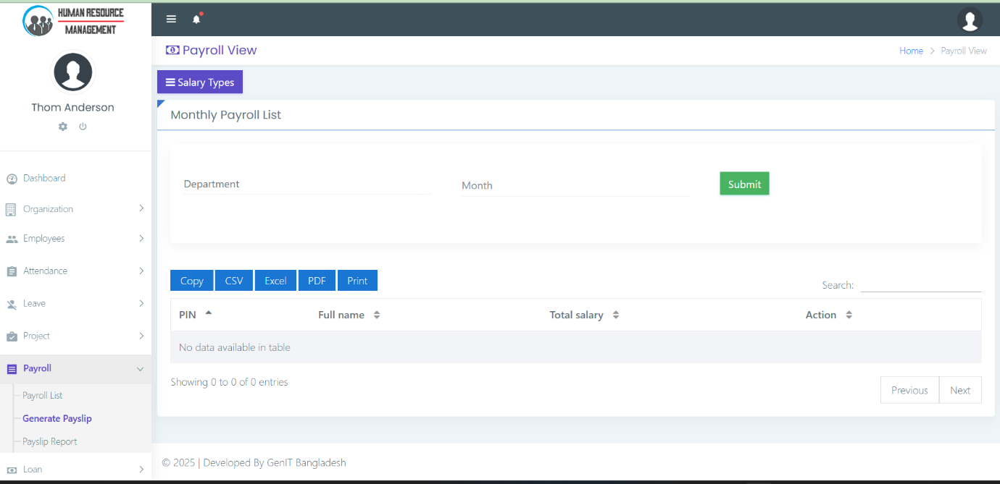 HUMAN RESOURCE
MANAGEMENT
Thom Anderson
Dashboard
Organization
Employees
Attendance
Leave
Project
Payroll
Payroll List
Generate Payslip
Payslip Report
Loan
Payroll View
Home > Payroll View
Salary Types
Monthly Payroll List
Department
Month
Submit
Copy CSV Excel PDF Print
Search:
PIN Full name Total salary Action
No data available in table
Showing 0 to 0 of 0 entries
Previous Next
© 2025 | Developed By GenIT Bangladesh